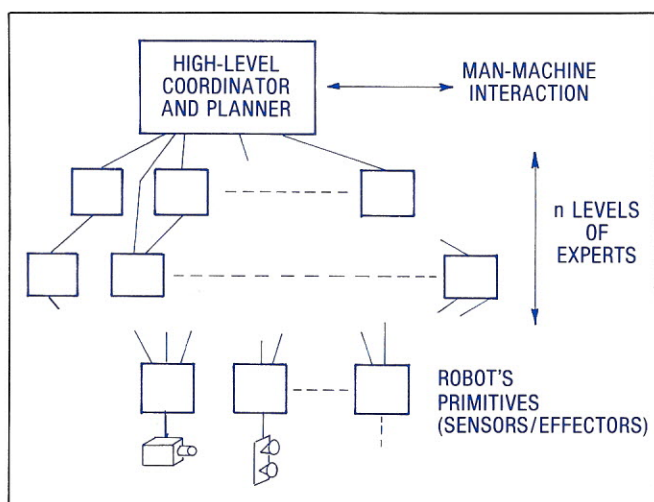 HIGH-LEVEL
COORDINATOR
AND PLANNER
MAN-MACHINE
INTERACTION
n LEVELS
OF
EXPERTS
ROBOT'S
PRIMITIVES
(SENSORS/EFFECTORS)